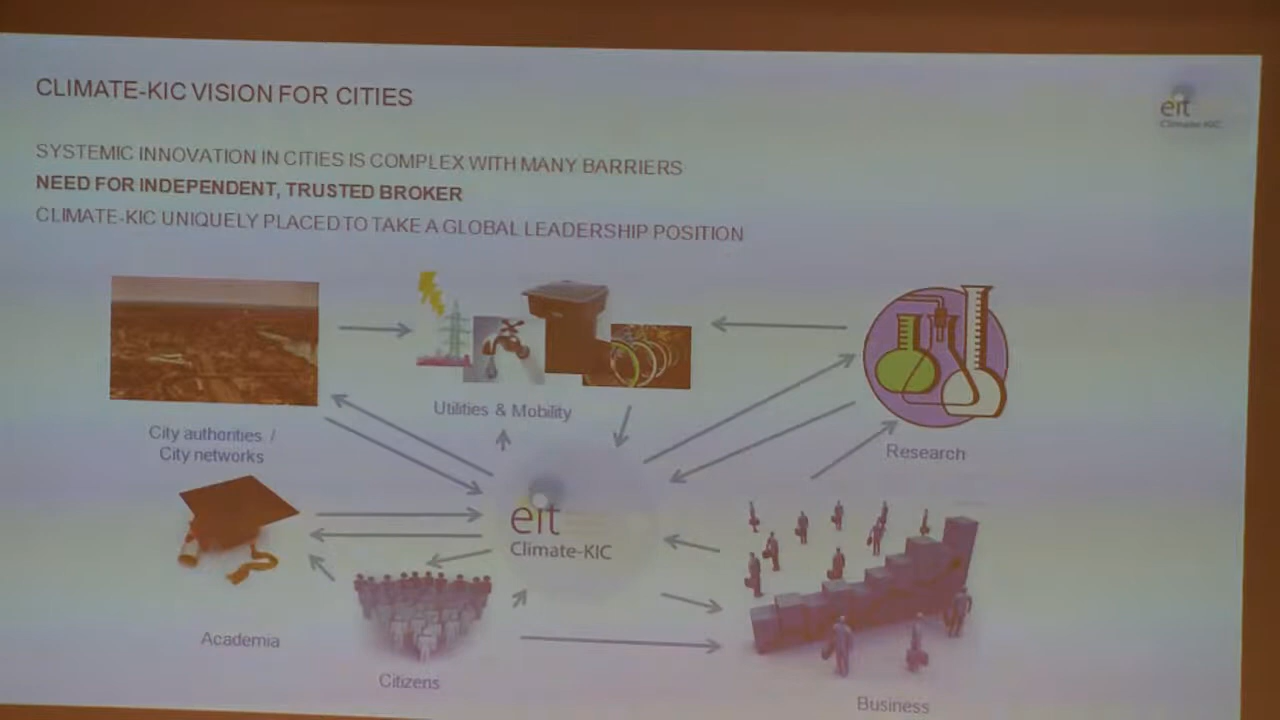 CLIMATE-KIC VISION FOR CITIES
eit
Climate-KIC
SYSTEMIC INNOVATION IN CITIES IS COMPLEX WITH MANY BARRIERS
NEED FOR INDEPENDENT, TRUSTED BROKER
CLIMATE-KIC UNIQUELY PLACED TO TAKE A GLOBAL LEADERSHIP POSITION
Utilities & Mobility
City authorities /
City networks
Research
eit
Climate-KIC
Academia
Citizens
Business